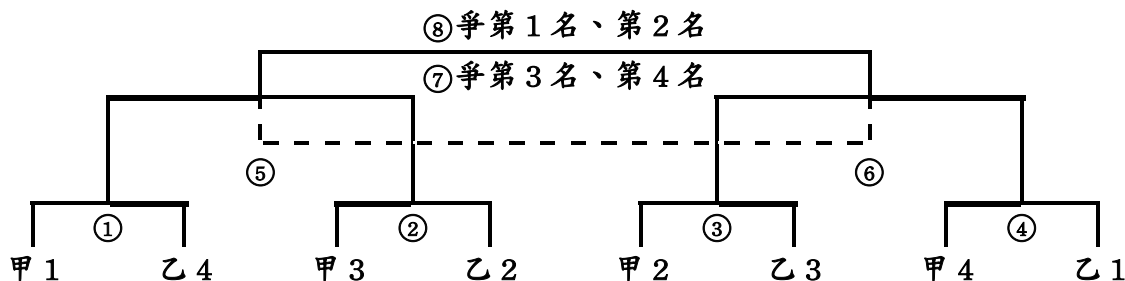 ⑧爭第1名、第2名
⑦爭第3名、第4名
⑤ ⑥
① ② ③ ④
甲1 乙4 甲3 乙2 甲2 乙3 甲4 乙1